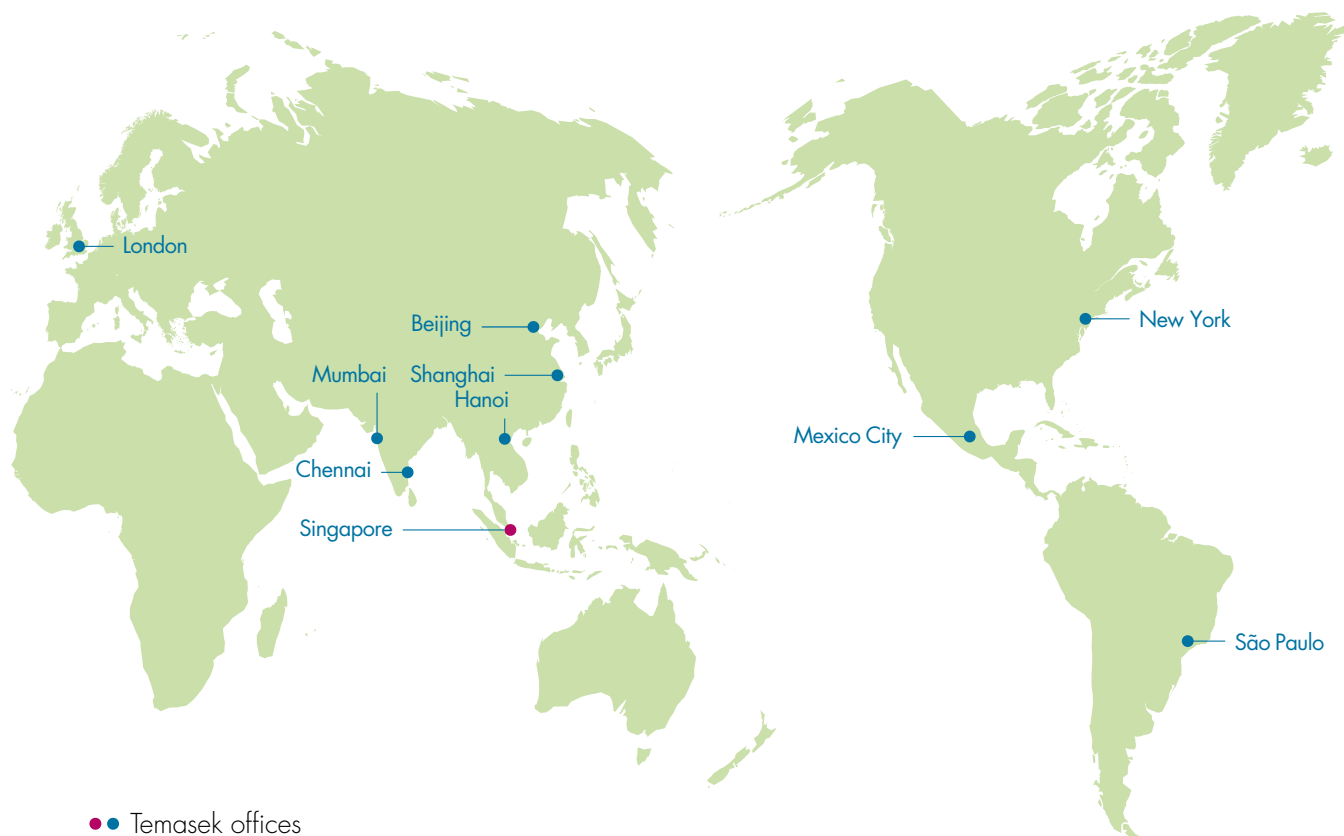 London
Beijing
New York
Mumbai
Shanghai
Hanoi
Mexico City
Chennai
Singapore
São Paulo
Temasek offices